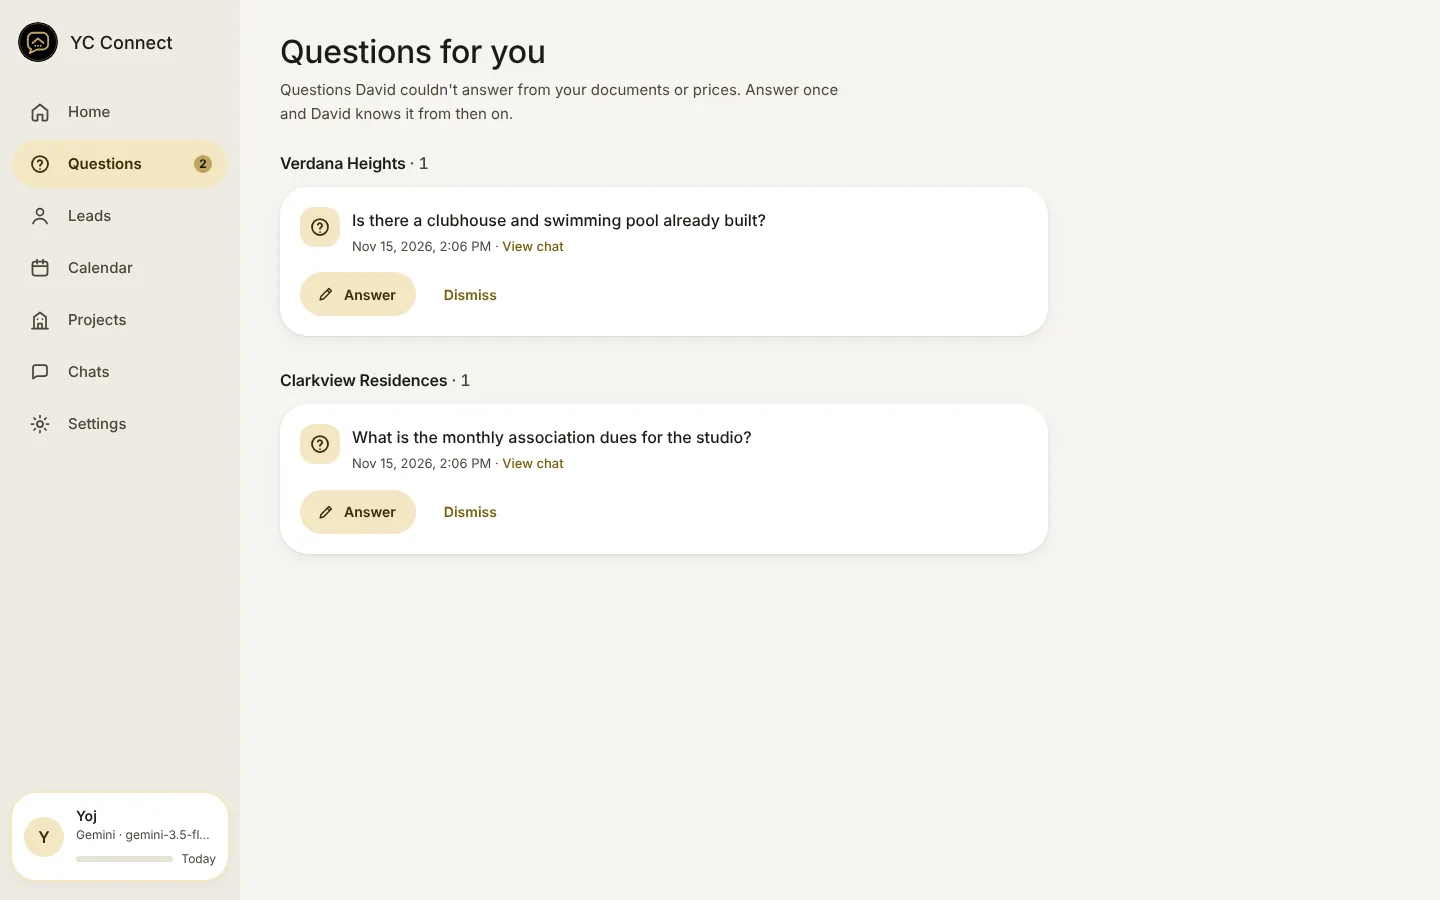 YC Connect
Home
Questions
2
Leads
Calendar
Projects
Chats
Settings
Y
Yoj
Gemini · gemini-3.5-fl...
Today
Questions for you
Questions David couldn't answer from your documents or prices. Answer once
and David knows it from then on.
Verdana Heights · 1
Is there a clubhouse and swimming pool already built?
Nov 15, 2026, 2:06 PM · View chat
Answer
Dismiss
Clarkview Residences · 1
What is the monthly association dues for the studio?
Nov 15, 2026, 2:06 PM · View chat
Answer
Dismiss